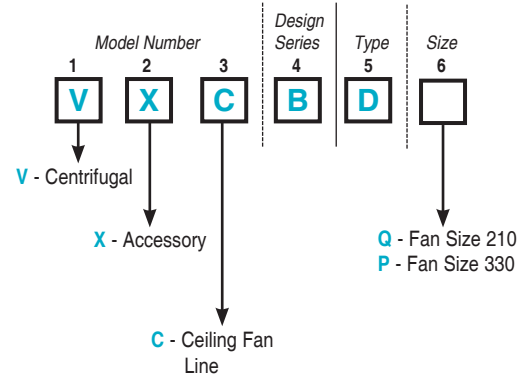 Design
Model Number Series Type Size
1 2 3 4 5 6
V X C B D
V - Centrifugal
X - Accessory
Q - Fan Size 210
P - Fan Size 330
C - Ceiling Fan
Line